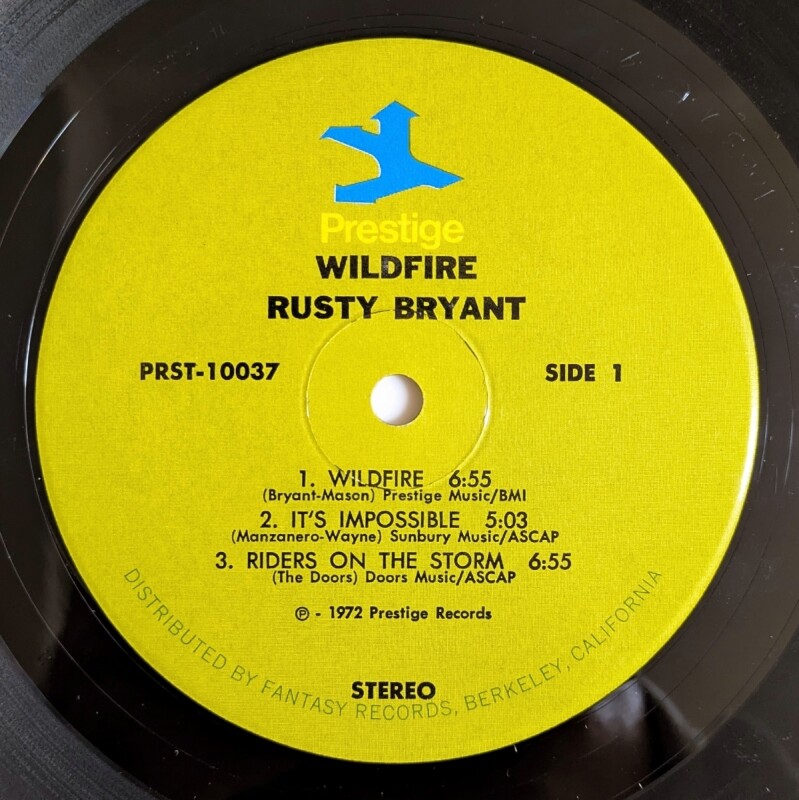 Prestige
WILDFIRE
RUSTY BRYANT
PRST-10037
SIDE 1
1. WILDFIRE 6:55
(Bryant-Mason) Prestige Music/BMI
2. IT'S IMPOSSIBLE 5:03
(Manzanero-Wayne) Sunbury Music/ASCAP
3. RIDERS ON THE STORM 6:55
(The Doors) Doors Music/ASCAP
℗ - 1972 Prestige Records
STEREO
DISTRIBUTED BY FANTASY RECORDS, BERKELEY, CALIFORNIA